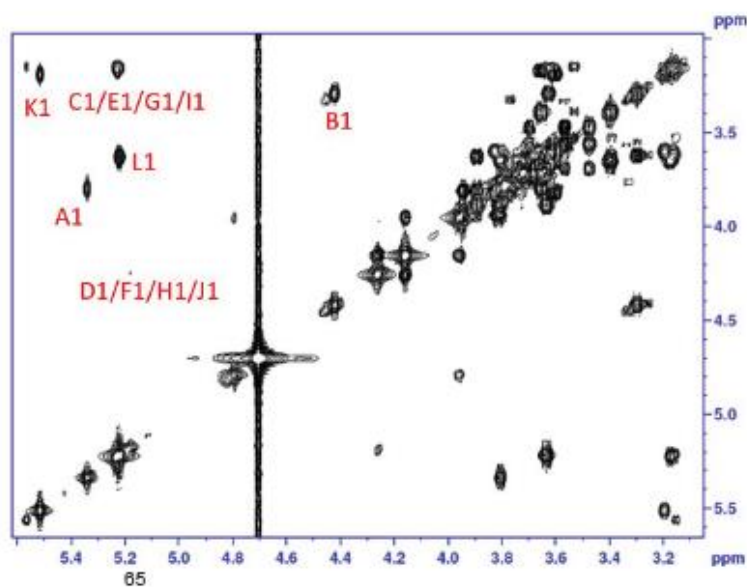 ppm
K1
C1/E1/G1/I1
B1
L1
A1
D1/F1/H1/J1
3.5
4.0
4.5
5.0
5.5
5.4 5.2 5.0 4.8 4.6 4.4 4.2 4.0 3.8 3.6 3.4 3.2 ppm
65